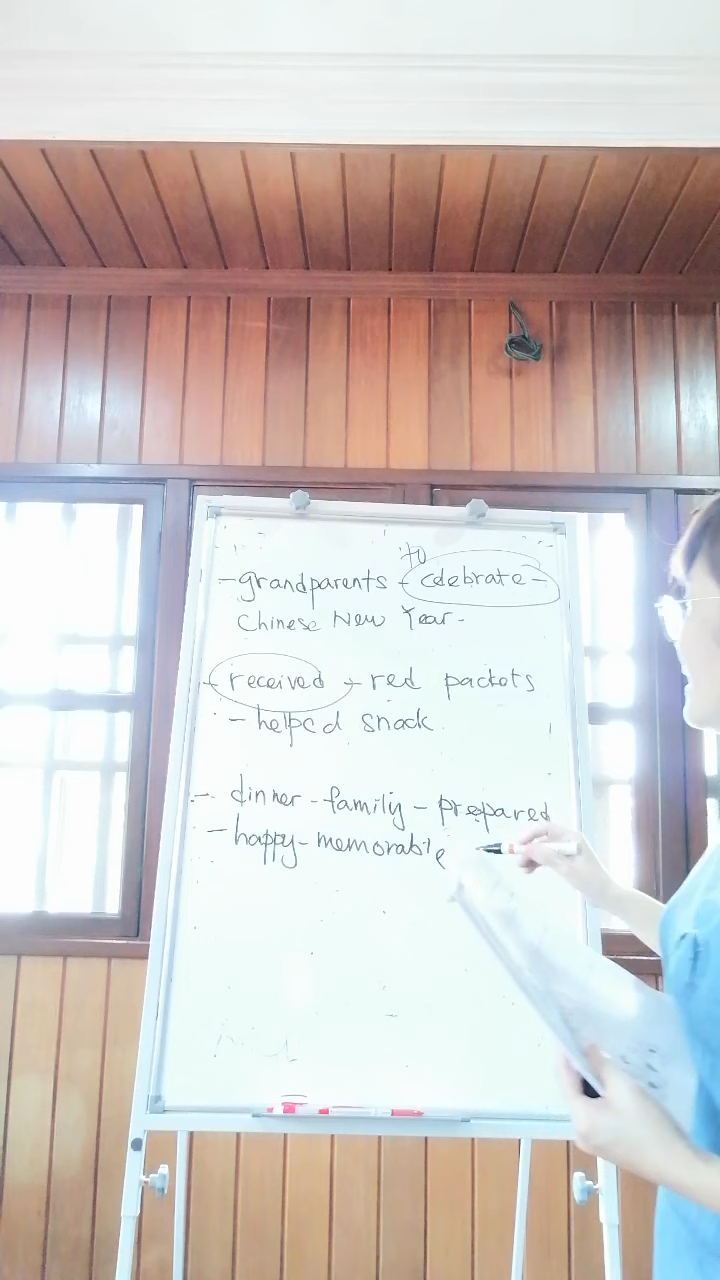 to
- grandparents - celebrate -
Chinese New Year -
- received - red packets
- helped snack
- dinner - family - prepared
- happy - memorable